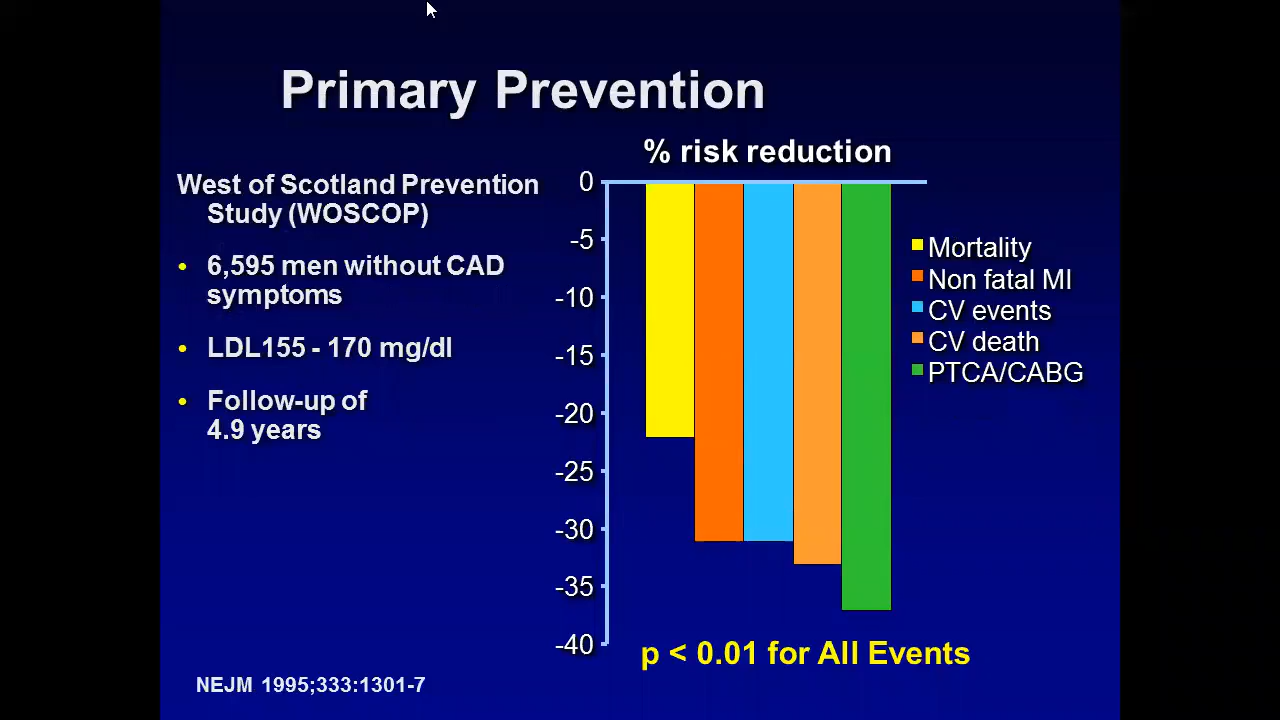 Primary Prevention
West of Scotland Prevention
Study (WOSCOP)
• 6,595 men without CAD
symptoms
• LDL155 - 170 mg/dl
• Follow-up of
4.9 years
% risk reduction
0
-5
-10
-15
-20
-25
-30
-35
-40
Mortality
Non fatal MI
CV events
CV death
PTCA/CABG
p < 0.01 for All Events
NEJM 1995;333:1301-7